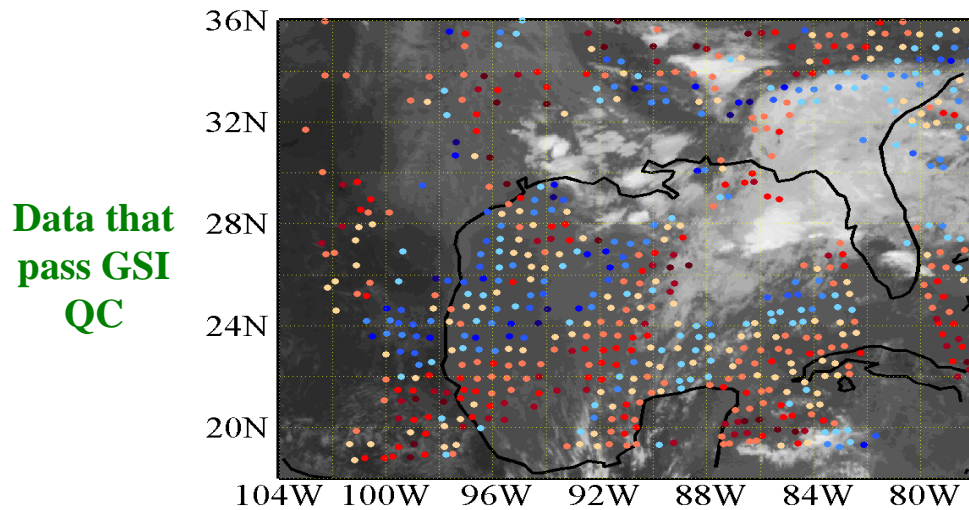 36N
32N
Data that
pass GSI
QC
28N
24N
20N
104W 100W 96W 92W 88W 84W 80W